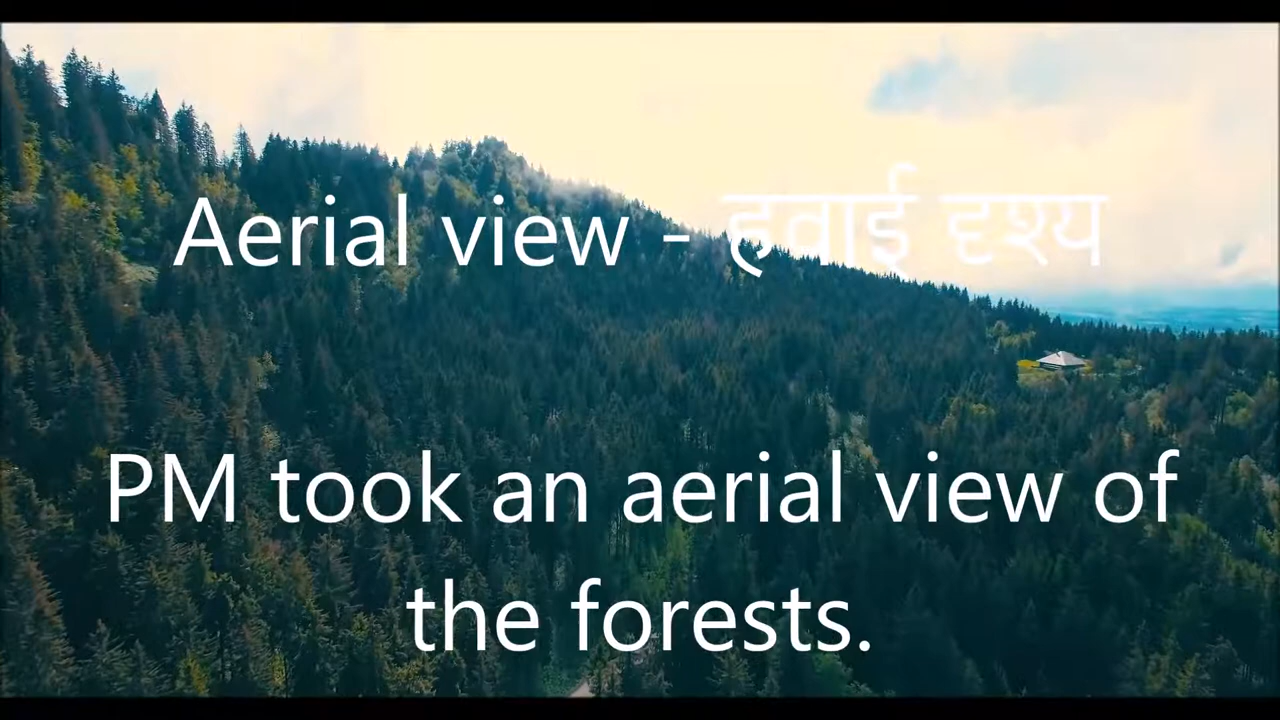 Aerial view - हवाई दृश्य
PM took an aerial view of
the forests.